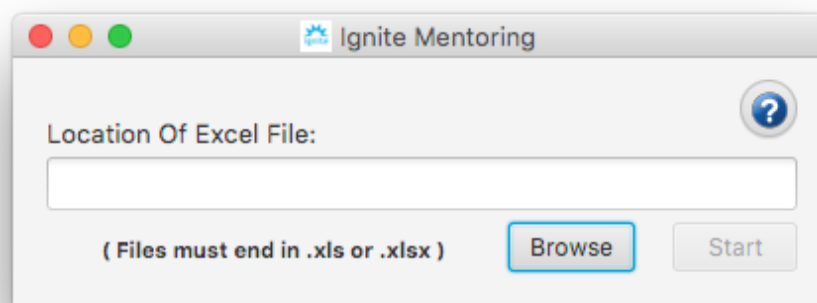 Ignite Mentoring
?
Location Of Excel File:
( Files must end in .xls or .xlsx )
Browse
Start